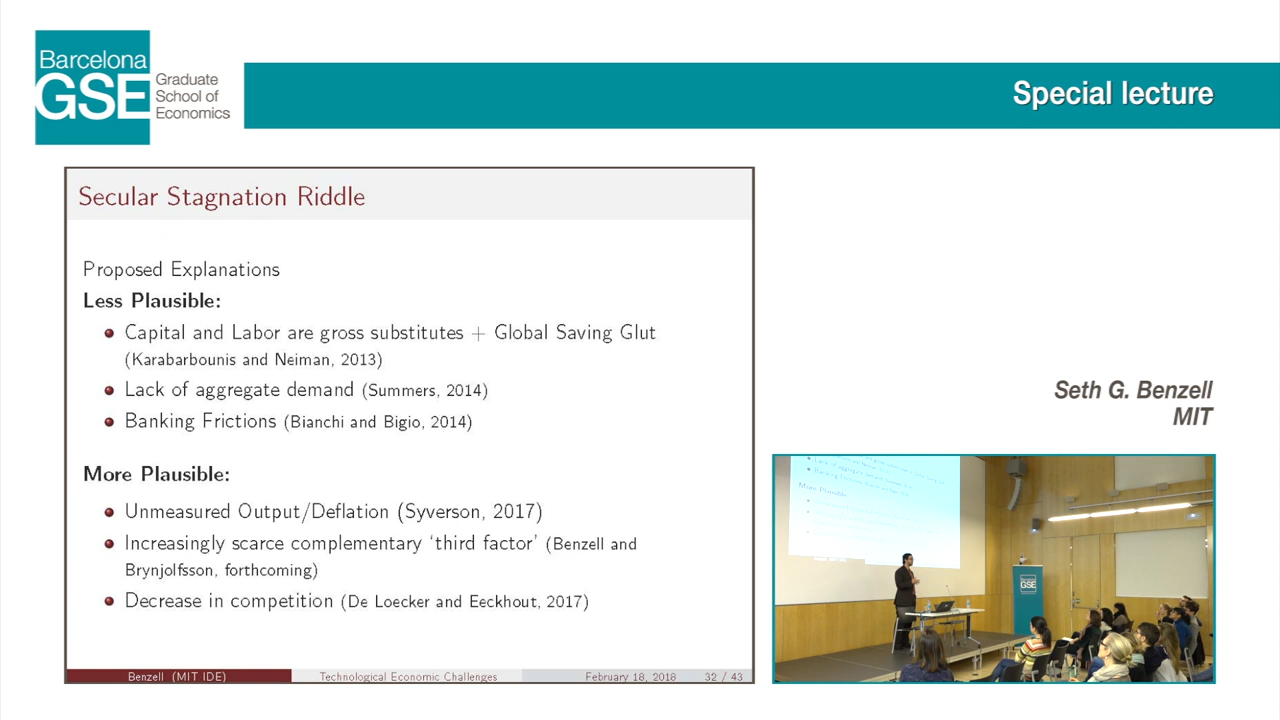 Barcelona
GSE
Graduate
School of
Economics
Special lecture
Secular Stagnation Riddle
Proposed Explanations
Less Plausible:
Capital and Labor are gross substitutes + Global Saving Glut
(Karabarbounis and Neiman, 2013)
Lack of aggregate demand (Summers, 2014)
Banking Frictions (Bianchi and Bigio, 2014)
More Plausible:
Unmeasured Output/Deflation (Syverson, 2017)
Increasingly scarce complementary ‘third factor’ (Benzell and
Brynjolfsson, forthcoming)
Decrease in competition (De Loecker and Eeckhout, 2017)
Benzell (MIT IDE)
Technological Economic Challenges
February 18, 2018
32 / 43
Seth G. Benzell
MIT
More Plausible:
Barcelona
GSE